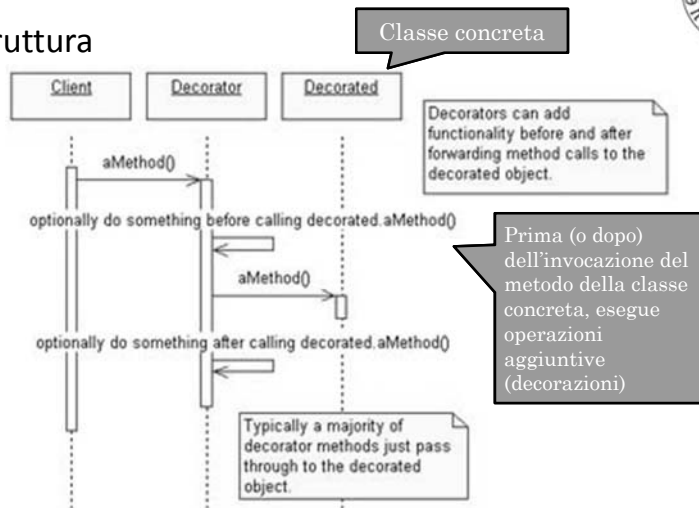 Classe concreta
Client
Decorator
Decorated
Decorators can add
functionality before and after
forwarding method calls to the
decorated object.
aMethod()
optionally do something before calling decorated.aMethod()
Prima (o dopo)
dell'invocazione del
metodo della classe
concreta, esegue
operazioni
aggiuntive
(decorazioni)
aMethod()
optionally do something after calling decorated.aMethod()
Typically a majority of
decorator methods just pass
through to the decorated
object.